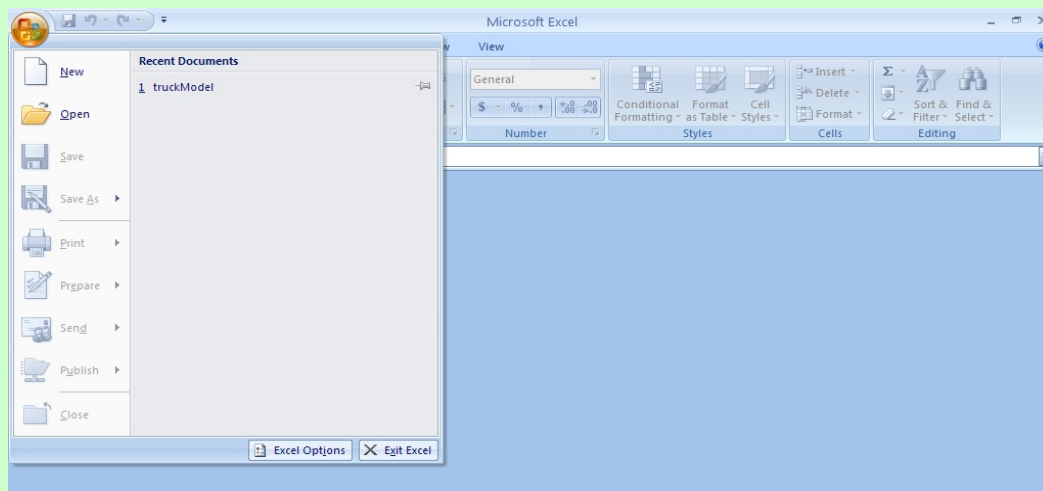 Microsoft Excel
View
Recent Documents
1 truckModel
New
Open
Save
Save As
Print
Prepare
Send
Publish
Close
Excel Options
Exit Excel
General
$ % ,
Number
Conditional Formatting
Format as Table
Cell Styles
Styles
Insert
Delete
Format
Cells
Σ
Sort & Filter
Find & Select
Editing